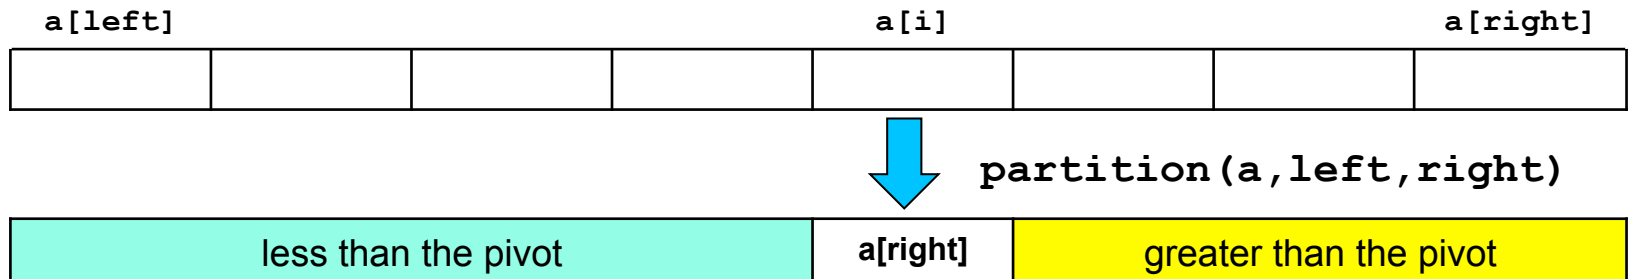 a[left] a[i] a[right]
partition(a,left,right)
less than the pivot a[right] greater than the pivot